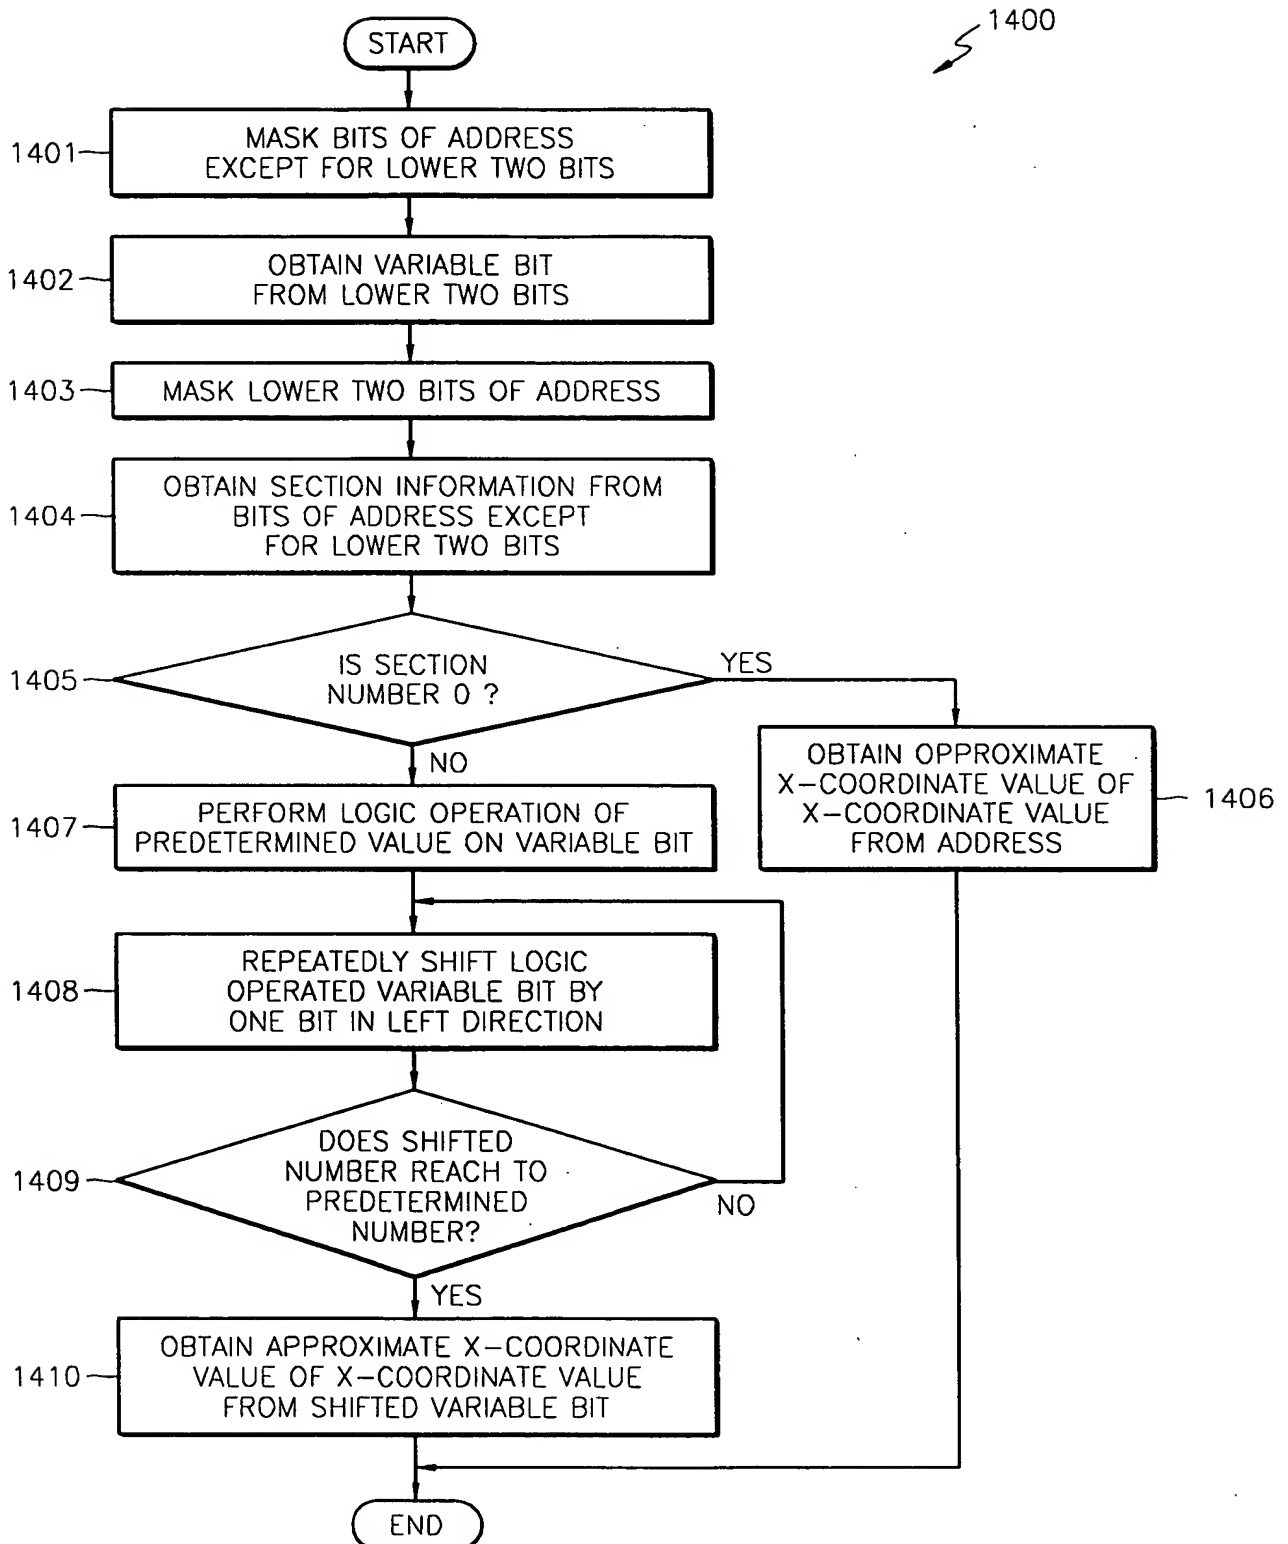 1400
START
1401
MASK BITS OF ADDRESS
EXCEPT FOR LOWER TWO BITS
1402
OBTAIN VARIABLE BIT
FROM LOWER TWO BITS
1403
MASK LOWER TWO BITS OF ADDRESS
1404
OBTAIN SECTION INFORMATION FROM
BITS OF ADDRESS EXCEPT
FOR LOWER TWO BITS
1405
IS SECTION
NUMBER 0 ?
YES
NO
OBTAIN OPPROXIMATE
X-COORDINATE VALUE OF
X-COORDINATE VALUE
FROM ADDRESS
1406
1407
PERFORM LOGIC OPERATION OF
PREDETERMINED VALUE ON VARIABLE BIT
1408
REPEATEDLY SHIFT LOGIC
OPERATED VARIABLE BIT BY
ONE BIT IN LEFT DIRECTION
1409
DOES SHIFTED
NUMBER REACH TO
PREDETERMINED
NUMBER?
NO
YES
1410
OBTAIN APPROXIMATE X-COORDINATE
VALUE OF X-COORDINATE VALUE
FROM SHIFTED VARIABLE BIT
END